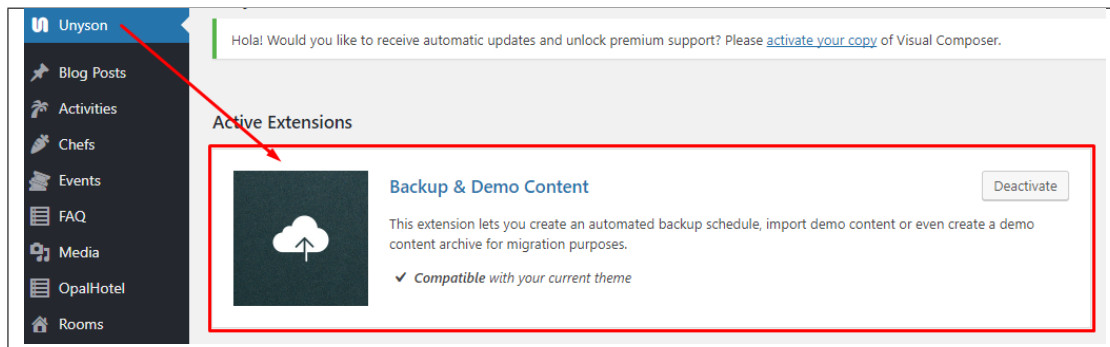 Unyson
Hola! Would you like to receive automatic updates and unlock premium support? Please activate your copy of Visual Composer.
Blog Posts
Activities
Chefs
Events
FAQ
Media
OpalHotel
Rooms
Active Extensions
Backup & Demo Content
Deactivate
This extension lets you create an automated backup schedule, import demo content or even create a demo
content archive for migration purposes.
✓ Compatible with your current theme